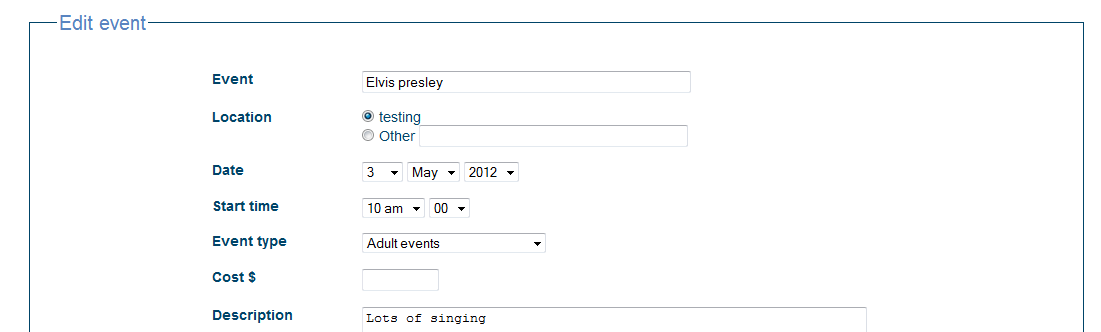 Edit event
Event Elvis presley
Location testing
Other
Date 3 May 2012
Start time 10 am 00
Event type Adult events
Cost $
Description Lots of singing